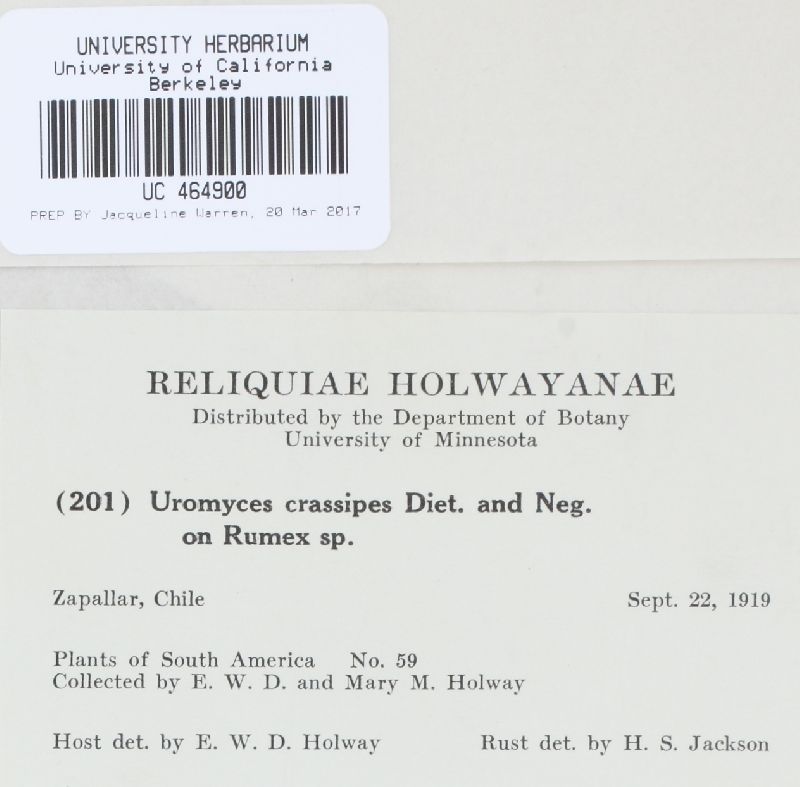 UNIVERSITY HERBARIUM
University of California
Berkeley
UC 464900
PREP BY Jacqueline Warren, 20 Mar 2017
RELIQUIAE HOLWAYANAE
Distributed by the Department of Botany
University of Minnesota
(201) Uromyces crassipes Diet. and Neg.
on Rumex sp.
Zapallar, Chile Sept. 22, 1919
Plants of South America No. 59
Collected by E. W. D. and Mary M. Holway
Host det. by E. W. D. Holway Rust det. by H. S. Jackson